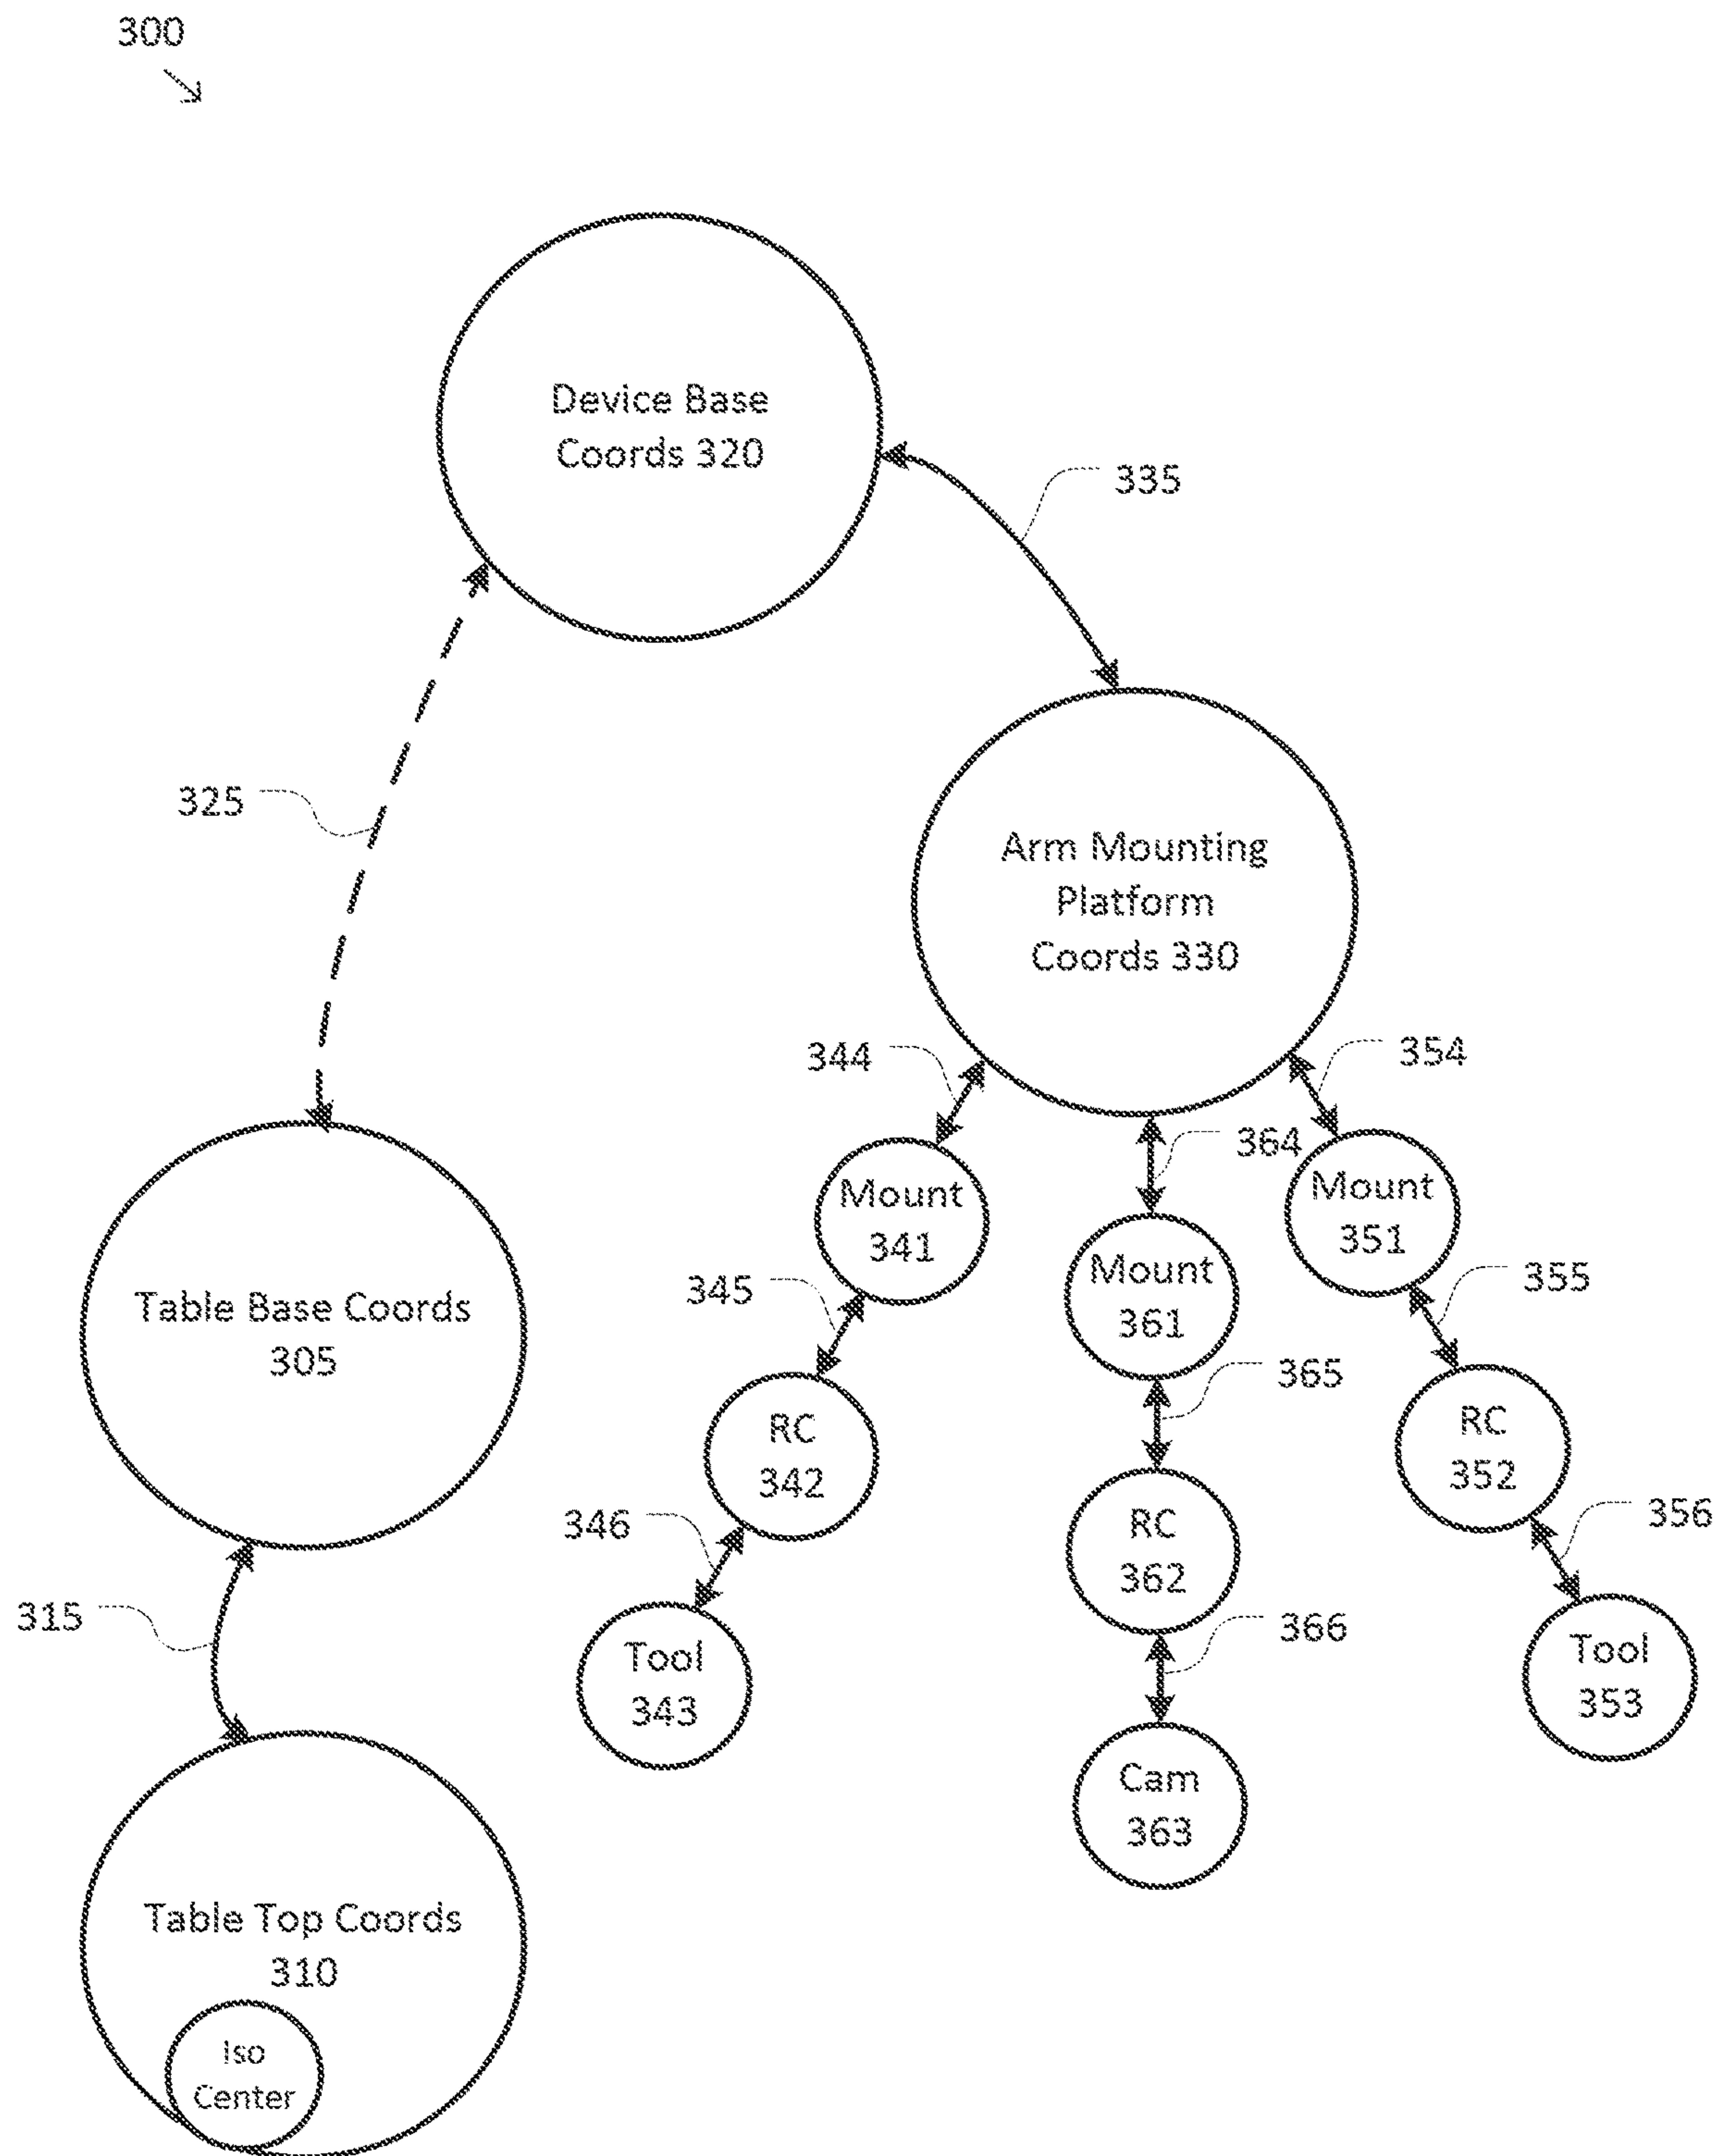 300
Device Base
Coords 320
335
325
Arm Mounting
Platform
Coords 330
344
354
364
Mount
341
Mount
361
Mount
351
345
355
Table Base Coords
305
365
RC
342
RC
352
346
356
RC
362
315
366
Tool
343
Tool
353
Cam
363
Table Top Coords
310
Iso
Center